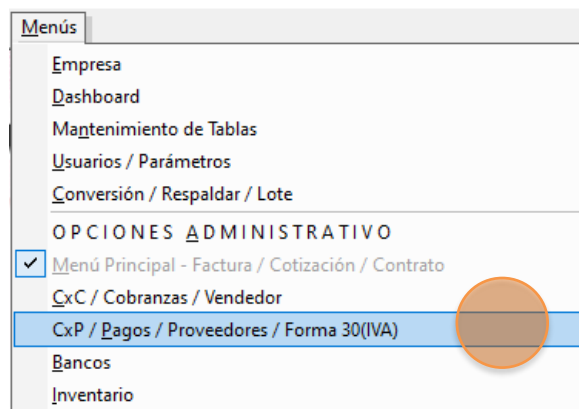 Menús
Empresa
Dashboard
Mantenimiento de Tablas
Usuarios / Parámetros
Conversión / Respaldar / Lote
OPCIONES ADMINISTRATIVO
Menú Principal - Factura / Cotización / Contrato
CxC / Cobranzas / Vendedor
CxP / Pagos / Proveedores / Forma 30(IVA)
Bancos
Inventario